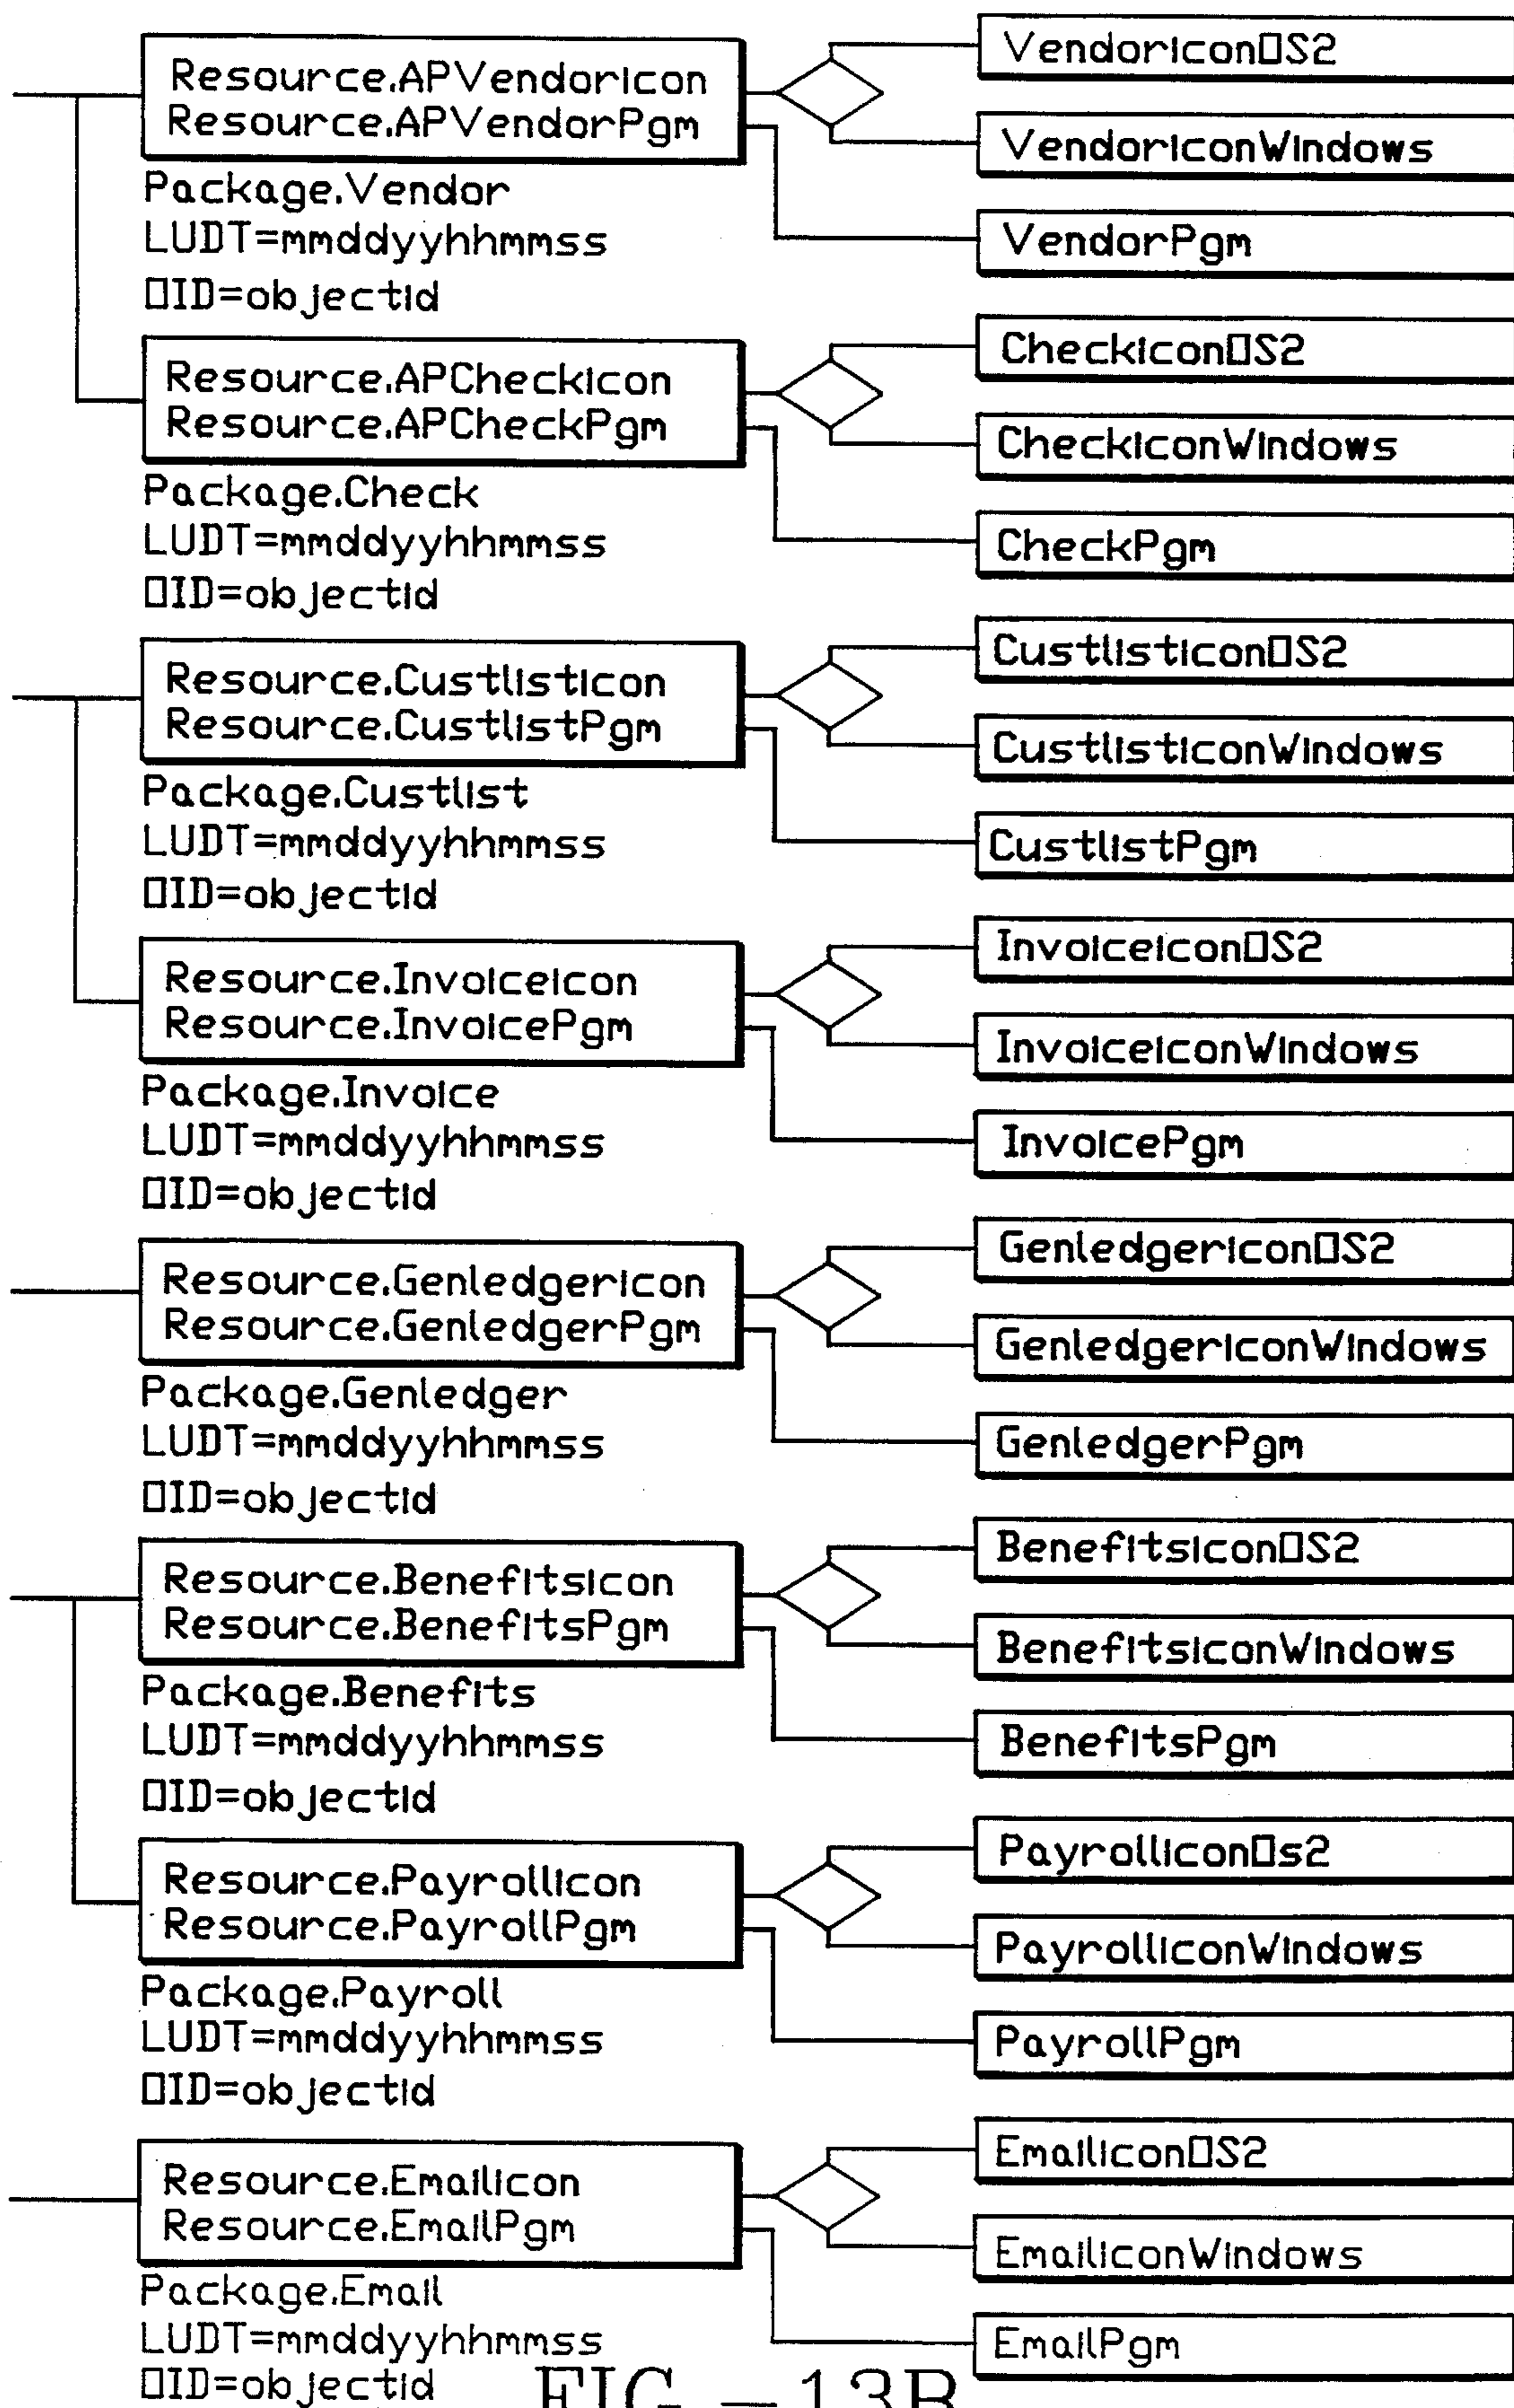 Resource.APVendorIcon
Resource.APVendorPgm
Package.Vendor
LUDT=mmddyyhhmmss
OID=objectid
VendoriconOS2
VendoriconWindows
VendorPgm
Resource.APCheckicon
Resource.APCheckPgm
Package.Check
LUDT=mmddyyhhmmss
OID=objectid
CheckiconOS2
CheckiconWindows
CheckPgm
Resource.Custlisticon
Resource.CustlistPgm
Package.Custlist
LUDT=mmddyyhhmmss
OID=objectid
CustlisticonOS2
CustlisticonWindows
CustlistPgm
Resource.Invoiceicon
Resource.InvoicePgm
Package.Invoice
LUDT=mmddyyhhmmss
OID=objectid
InvoiceiconOS2
InvoiceiconWindows
InvoicePgm
Resource.Genledgericon
Resource.GenledgerPgm
Package.Genledger
LUDT=mmddyyhhmmss
OID=objectid
GenledgericonOS2
GenledgericonWindows
GenledgerPgm
Resource.Benefitsicon
Resource.BenefitsPgm
Package.Benefits
LUDT=mmddyyhhmmss
OID=objectid
BenefitsiconOS2
BenefitsiconWindows
BenefitsPgm
Resource.Payrollicon
Resource.PayrollPgm
Package.Payroll
LUDT=mmddyyhhmmss
OID=objectid
PayrolliconOs2
PayrolliconWindows
PayrollPgm
Resource.Emailicon
Resource.EmailPgm
Package.Email
LUDT=mmddyyhhmmss
OID=objectid
EmailiconOS2
EmailiconWindows
EmailPgm
FIG.-13B